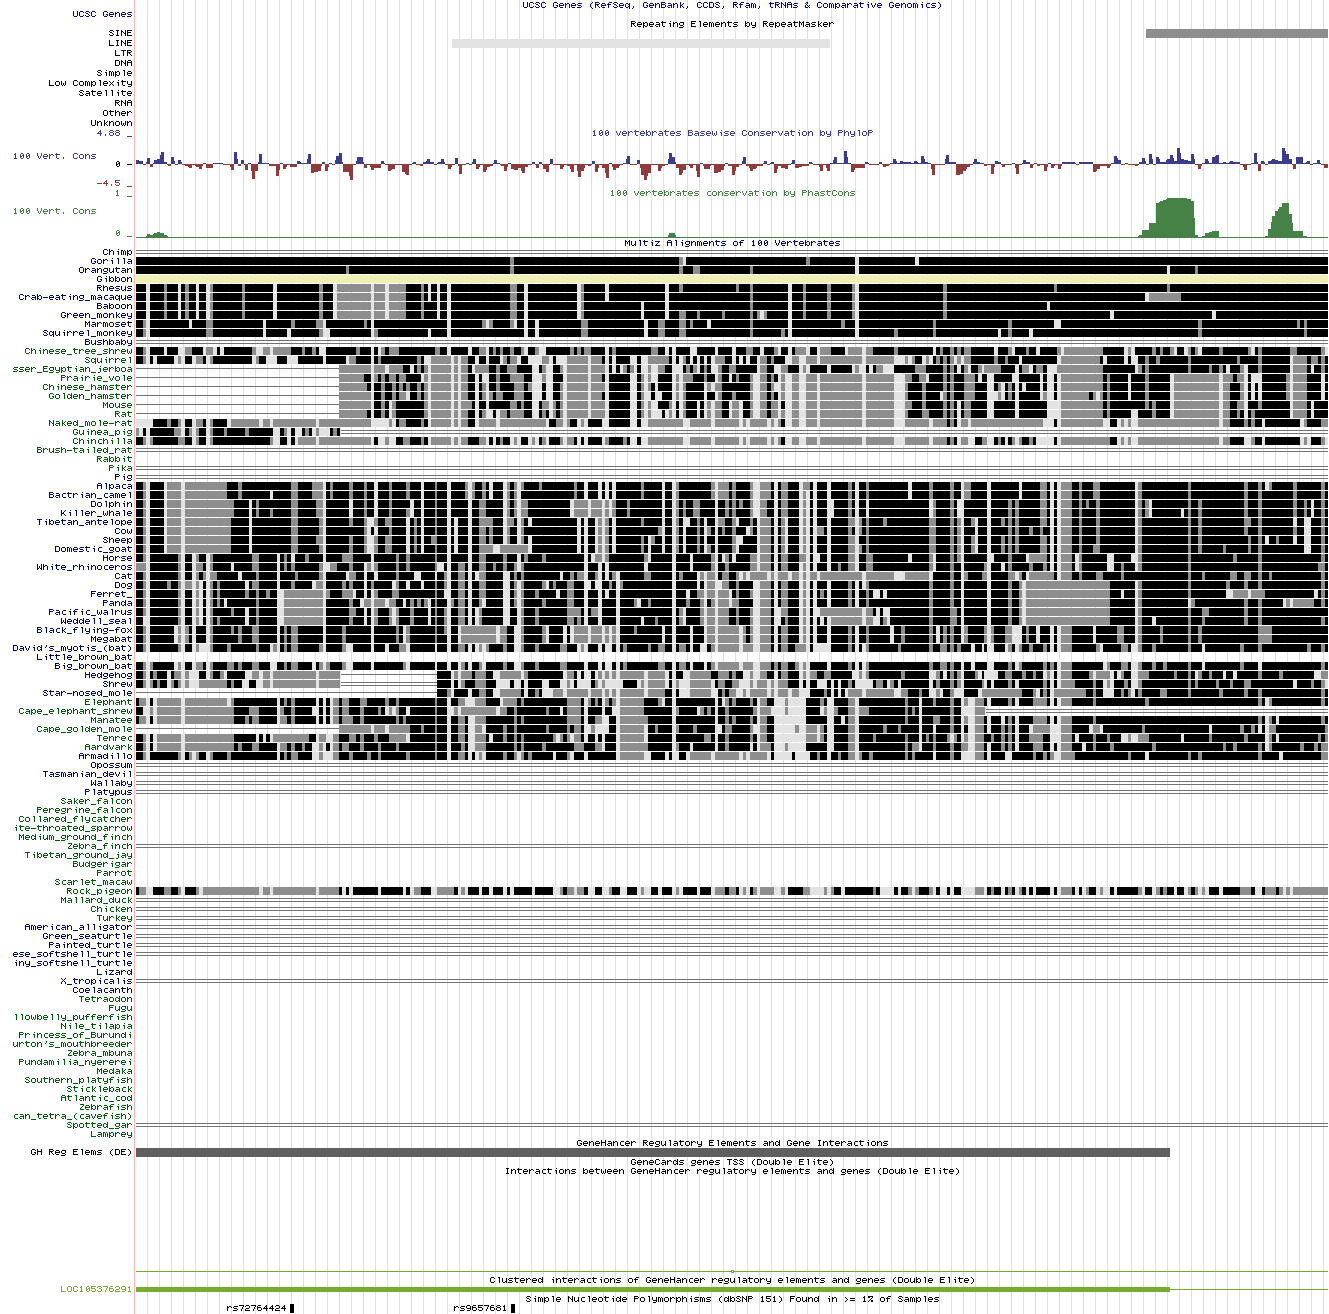 UCSC Genes (RefSeq, GenBank, CCDS, Rfam, tRNAs & Comparative Genomics)
UCSC Genes
Repeating Elements by RepeatMasker
SINE
LINE
LTR
DNA
Simple
Low Complexity
Satellite
RNA
Other
Unknown
4.88 _
100 vertebrates Basewise Conservation by PhyloP
100 Vert. Cons
0 -
-4.5 _
1 _
100 vertebrates conservation by PhastCons
100 Vert. Cons
0 _
Multiz Alignments of 100 Vertebrates
Chimp
Gorilla
Orangutan
Gibbon
Rhesus
Crab-eating_macaque
Baboon
Green_monkey
Marmoset
Squirrel_monkey
Bushbaby
Chinese_tree_shrew
Squirrel
sser_Egyptian_jerboa
Prairie_vole
Chinese_hamster
Golden_hamster
Mouse
Rat
Naked_mole-rat
Guinea_pig
Chinchilla
Brush-tailed_rat
Rabbit
Pika
Pig
Alpaca
Bactrian_camel
Dolphin
Killer_whale
Tibetan_antelope
Cow
Sheep
Domestic_goat
Horse
White_rhinoceros
Cat
Dog
Ferret_
Panda
Pacific_walrus
Weddell_seal
Black_flying-fox
Megabat
David's_myotis_(bat)
Little_brown_bat
Big_brown_bat
Hedgehog
Shrew
Star-nosed_mole
Elephant
Cape_elephant_shrew
Manatee
Cape_golden_mole
Tenrec
Aardvark
Armadillo
Opossum
Tasmanian_devil
Wallaby
Platypus
Saker_falcon
Peregrine_falcon
Collared_flycatcher
ite-throated_sparrow
Medium_ground_finch
Zebra_finch
Tibetan_ground_jay
Budgerigar
Parrot
Scarlet_macaw
Rock_pigeon
Mallard_duck
Chicken
Turkey
American_alligator
Green_seaturtle
Painted_turtle
ese_softshell_turtle
iny_softshell_turtle
Lizard
X_tropicalis
Coelacanth
Tetraodon
Fugu
llowbelly_pufferfish
Nile_tilapia
Princess_of_Burundi
urton's_mouthbreeder
Zebra_mbuna
Pundamilia_nyererei
Medaka
Southern_platyfish
Stickleback
Atlantic_cod
Zebrafish
can_tetra_(cavefish)
Spotted_gar
Lamprey
GeneHancer Regulatory Elements and Gene Interactions
GH Reg Elems (DE)
GeneCards genes TSS (Double Elite)
Interactions between GeneHancer regulatory elements and genes (Double Elite)
Clustered interactions of GeneHancer regulatory elements and genes (Double Elite)
LOC105376291
Simple Nucleotide Polymorphisms (dbSNP 151) Found in >= 1% of Samples
rs72764424 rs9657681